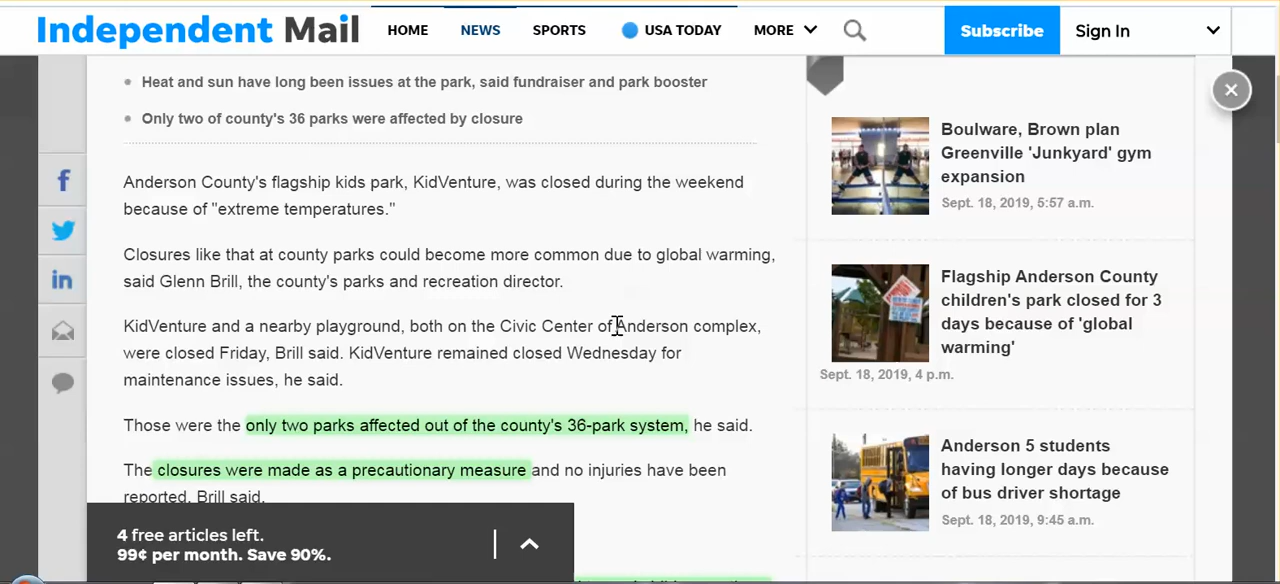 Independent Mail
HOME
NEWS
SPORTS
USA TODAY
MORE
Subscribe
Sign In
Heat and sun have long been issues at the park, said fundraiser and park booster
Only two of county's 36 parks were affected by closure
Anderson County's flagship kids park, KidVenture, was closed during the weekend
because of "extreme temperatures."
Closures like that at county parks could become more common due to global warming,
said Glenn Brill, the county's parks and recreation director.
KidVenture and a nearby playground, both on the Civic Center of Anderson complex,
were closed Friday, Brill said. KidVenture remained closed Wednesday for
maintenance issues, he said.
Those were the only two parks affected out of the county's 36-park system, he said.
The closures were made as a precautionary measure and no injuries have been
reported, Brill said.
4 free articles left.
99¢ per month. Save 90%.
Boulware, Brown plan
Greenville 'Junkyard' gym
expansion
Sept. 18, 2019, 5:57 a.m.
Flagship Anderson County
children's park closed for 3
days because of 'global
warming'
Sept. 18, 2019, 4 p.m.
Anderson 5 students
having longer days because
of bus driver shortage
Sept. 18, 2019, 9:45 a.m.